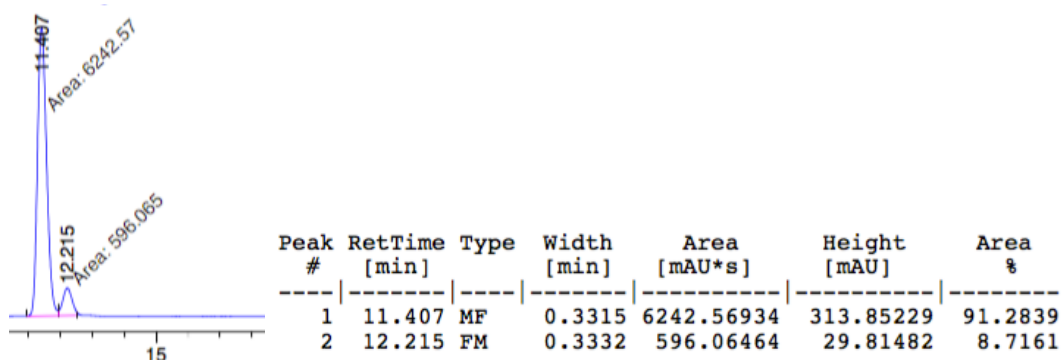 11.407
Area: 6242.57
12.215
Area: 596.065
15
Peak RetTime Type  Width     Area      Height     Area
  #   [min]        [min]   [mAU*s]     [mAU]        %
----|-------|----|-------|----------|----------|--------|
   1  11.407 MF    0.3315 6242.56934  313.85229  91.2839
   2  12.215 FM    0.3332  596.06464   29.81482   8.7161